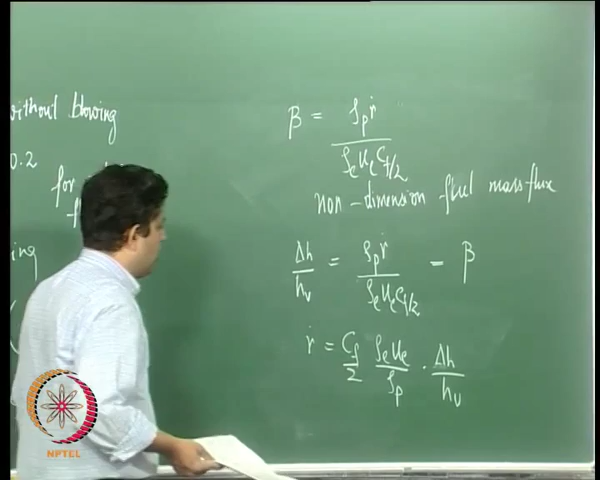 without blowing
0.2
for
ing
β = ρ_p ṙ / ρ_e u_e C_f/2
non-dimension fuel mass flux
Δh / h_v = ρ_p ṙ / ρ_e u_e C_f/2 - β
ṙ = C_f / 2 ρ_e u_e / ρ_p . Δh / h_v
NPTEL